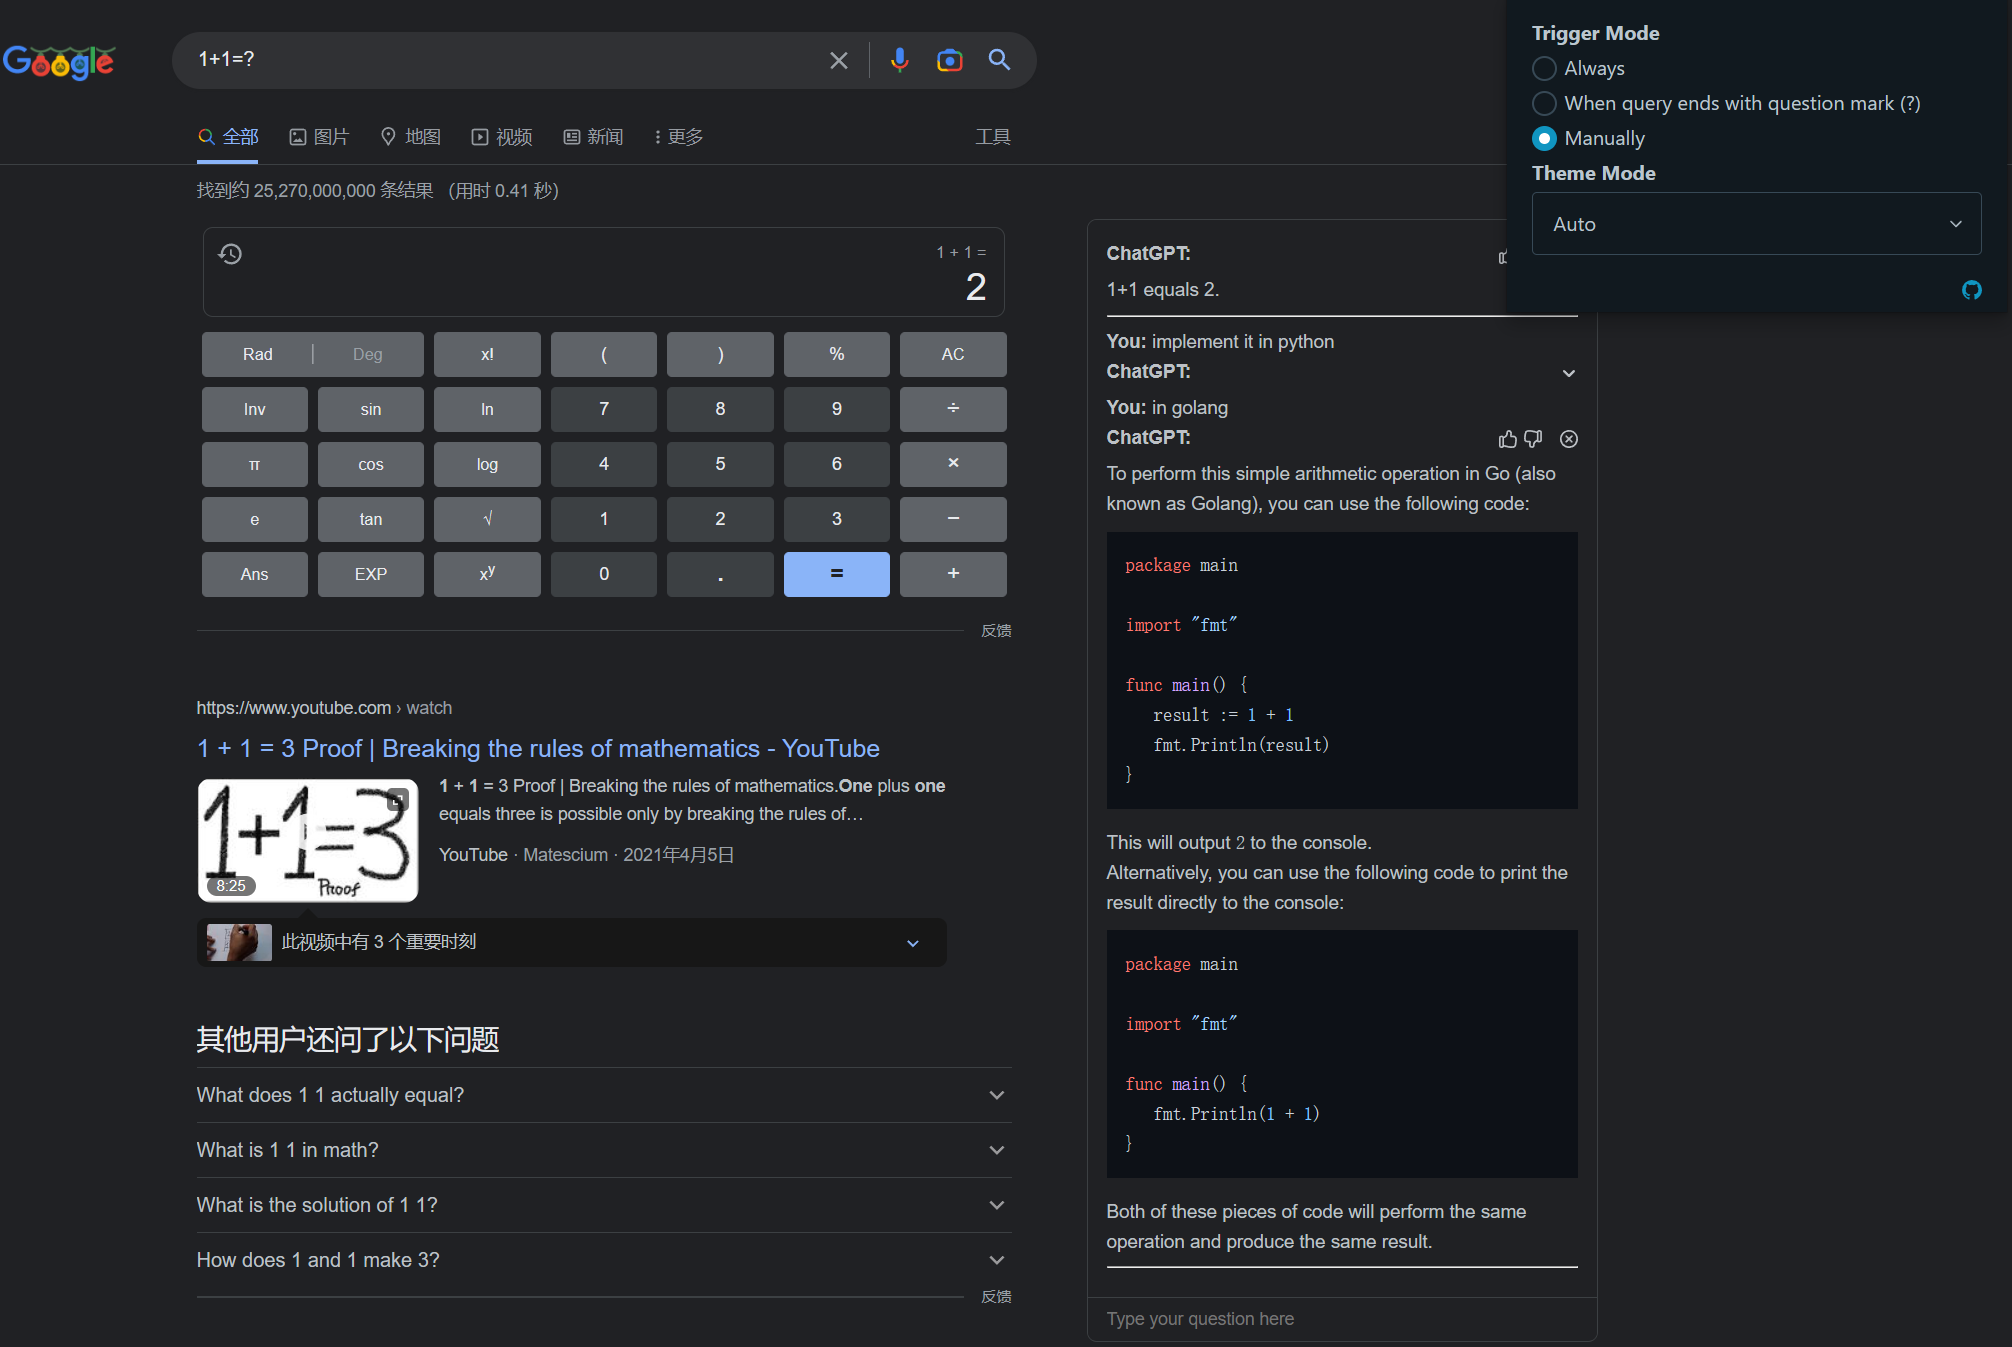 Google
1+1=?
全部
图片
地图
视频
新闻
更多
工具
找到约 25,270,000,000 条结果 （用时 0.41 秒）
1 + 1 =
2
Rad | Deg x! ( ) % AC
Inv sin ln 7 8 9 ÷
π cos log 4 5 6 ×
e tan √ 1 2 3 −
Ans EXP xy 0 . = +
反馈
https://www.youtube.com › watch
1 + 1 = 3 Proof | Breaking the rules of mathematics - YouTube
1+1=3
Proof
8:25
1 + 1 = 3 Proof | Breaking the rules of mathematics.One plus one
equals three is possible only by breaking the rules of…
YouTube · Matescium · 2021年4月5日
此视频中有 3 个重要时刻
其他用户还问了以下问题
What does 1 1 actually equal?
What is 1 1 in math?
What is the solution of 1 1?
How does 1 and 1 make 3?
反馈
ChatGPT:
1+1 equals 2.
You: implement it in python
ChatGPT:
You: in golang
ChatGPT:
To perform this simple arithmetic operation in Go (also
known as Golang), you can use the following code:
package main
import "fmt"
func main() {
result := 1 + 1
fmt.Println(result)
}
This will output 2 to the console.
Alternatively, you can use the following code to print the
result directly to the console:
package main
import "fmt"
func main() {
fmt.Println(1 + 1)
}
Both of these pieces of code will perform the same
operation and produce the same result.
Type your question here
Trigger Mode
Always
When query ends with question mark (?)
Manually
Theme Mode
Auto